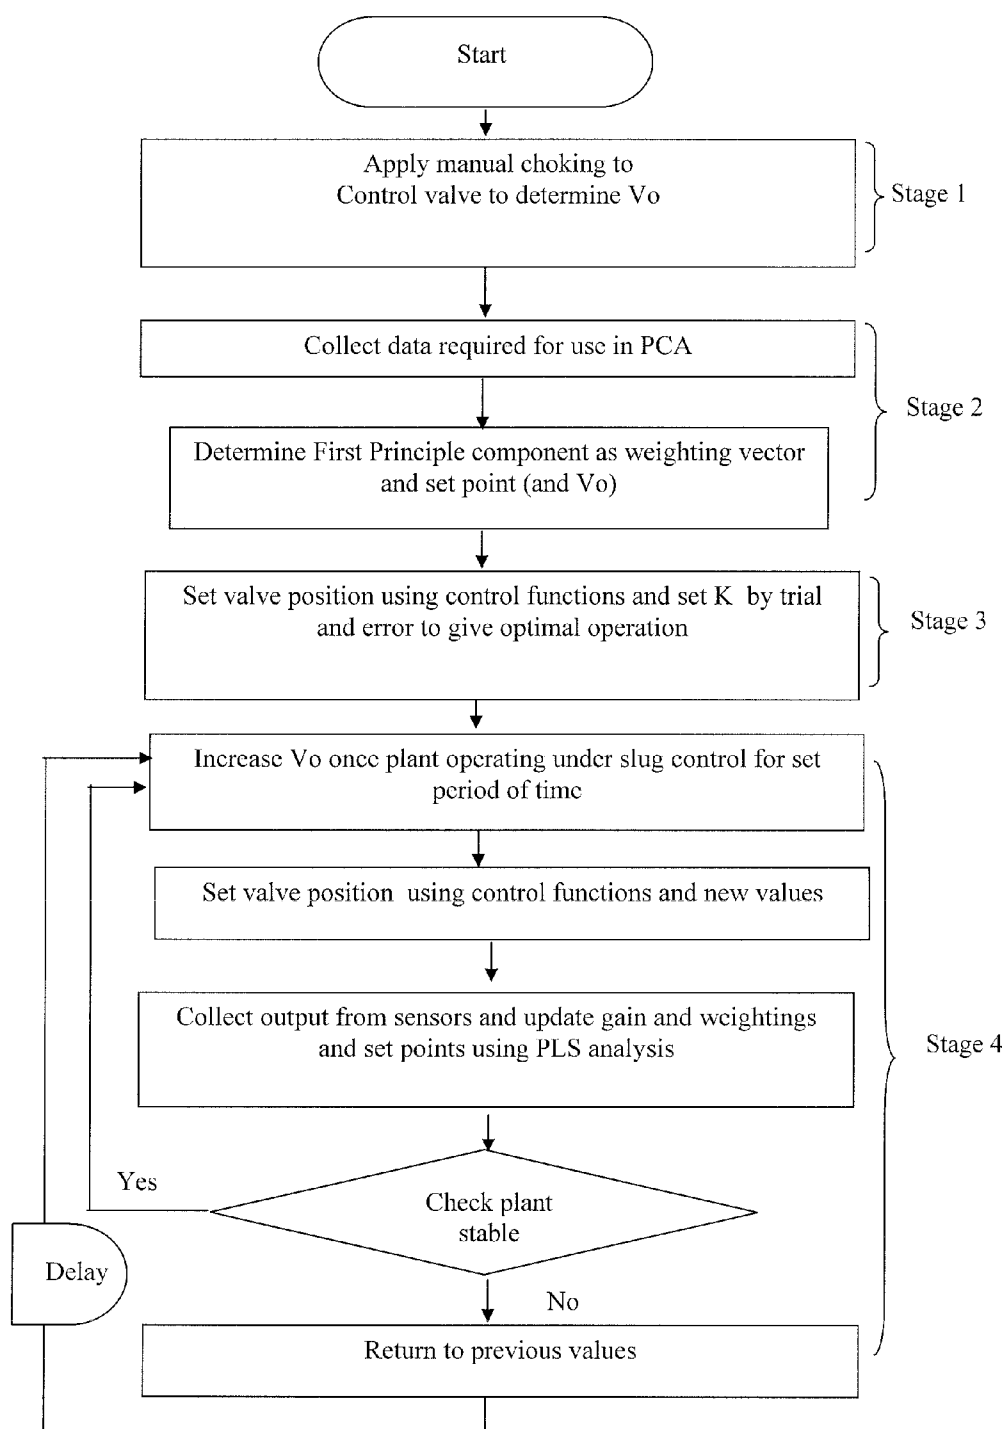 Start
Apply manual choking to
Control valve to determine Vo
Stage 1
Collect data required for use in PCA
Stage 2
Determine First Principle component as weighting vector
and set point (and Vo)
Set valve position using control functions and set K by trial
and error to give optimal operation
Stage 3
Increase Vo once plant operating under slug control for set
period of time
Set valve position using control functions and new values
Collect output from sensors and update gain and weightings
and set points using PLS analysis
Stage 4
Yes
Check plant
stable
Delay
No
Return to previous values